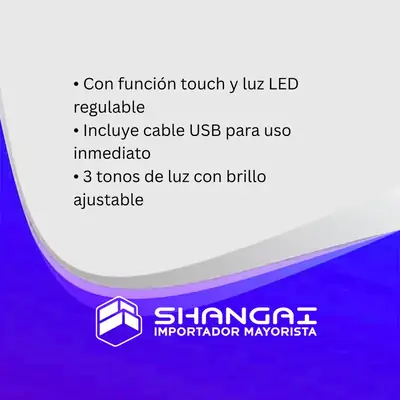 • Con función touch y luz LED
regulable
• Incluye cable USB para uso
inmediato
• 3 tonos de luz con brillo
ajustable
SHANGAI
IMPORTADOR MAYORISTA